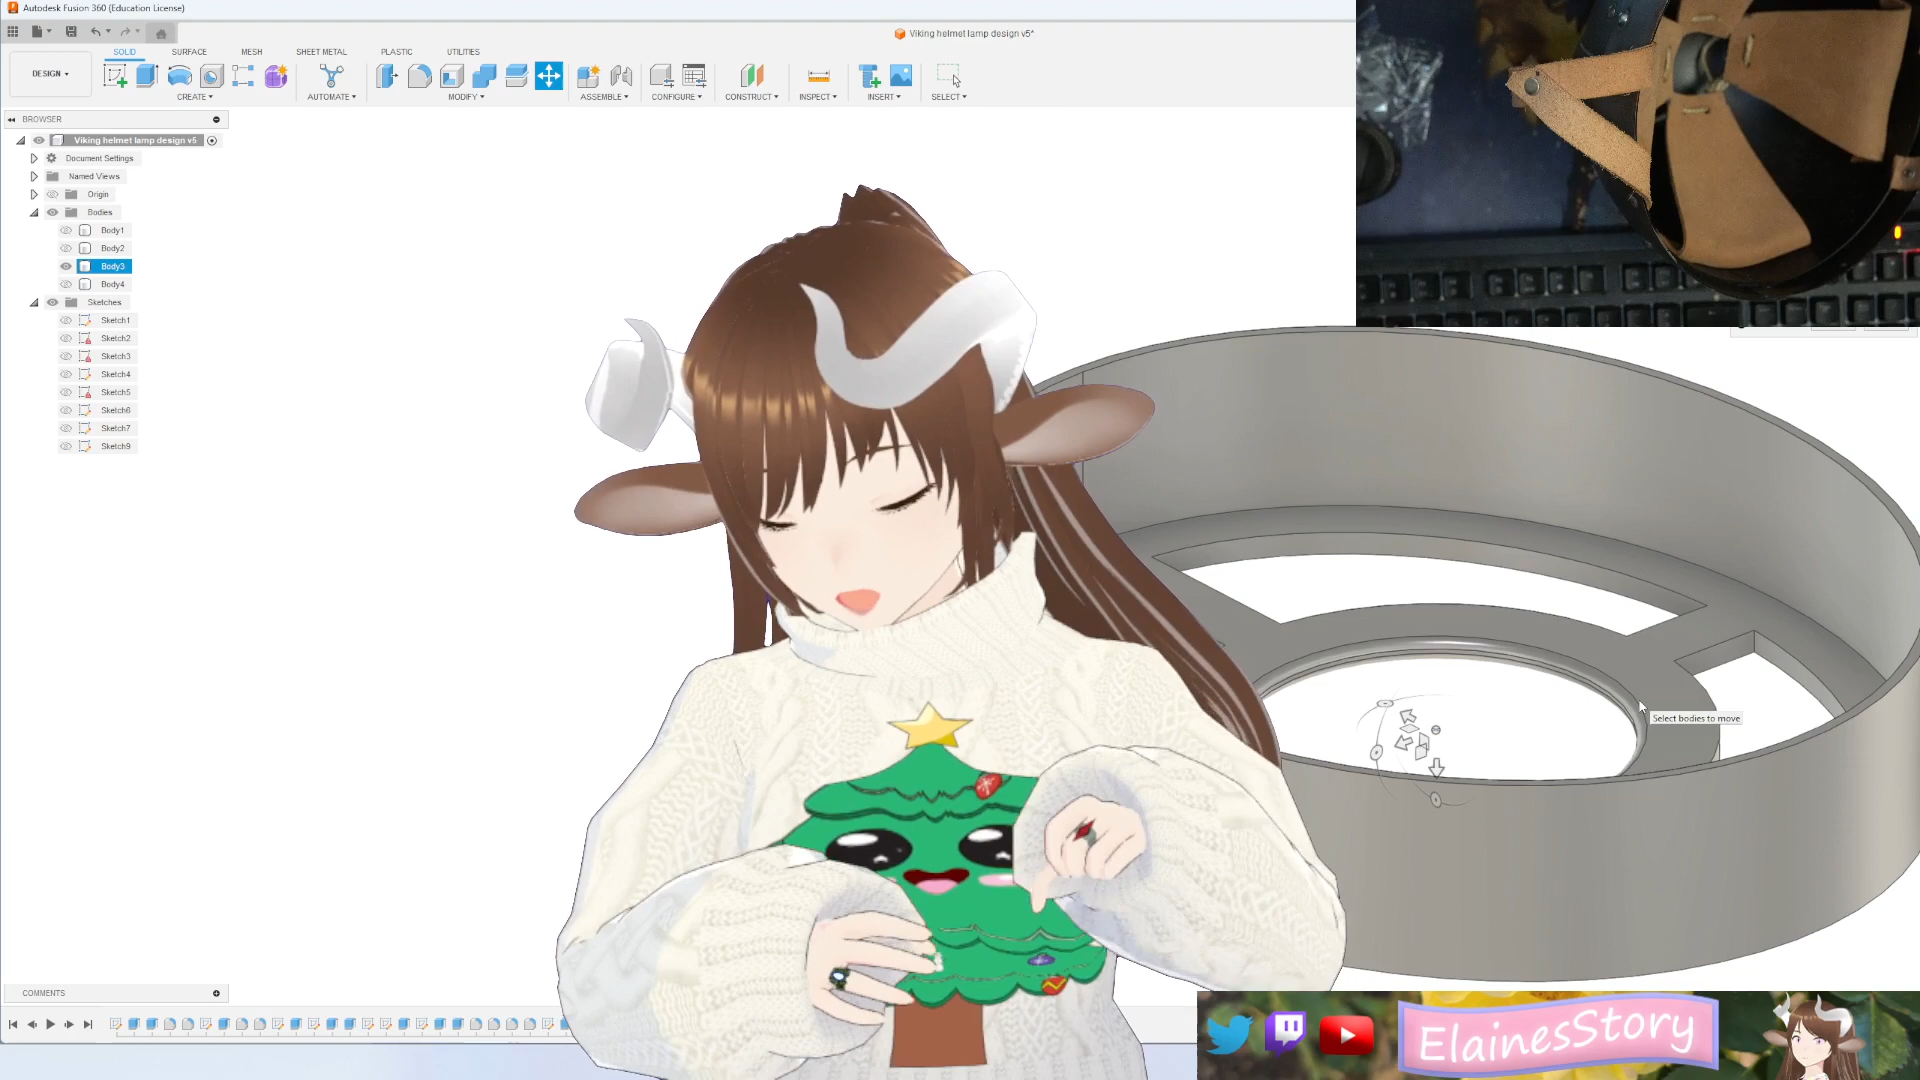 Autodesk Fusion 360 (Education License)
Viking helmet lamp design v5*
SOLID SURFACE MESH SHEET METAL PLASTIC UTILITIES
DESIGN
CREATE AUTOMATE MODIFY ASSEMBLE CONFIGURE CONSTRUCT INSPECT INSERT SELECT
BROWSER
Viking helmet lamp design v5
Document Settings
Named Views
Origin
Bodies
Body1
Body2
Body3
Body4
Sketches
Sketch1
Sketch2
Sketch3
Sketch4
Sketch5
Sketch6
Sketch7
Sketch9
Select bodies to move
COMMENTS
ElainesStory